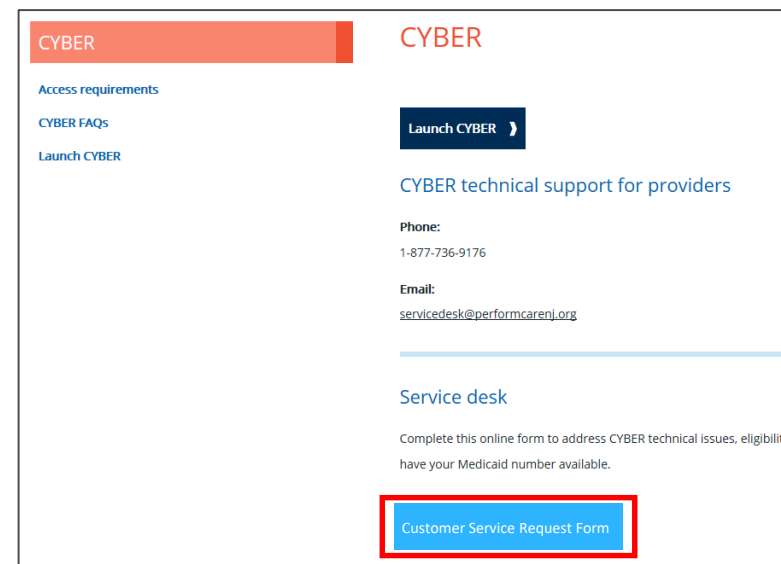 CYBER
Access requirements
CYBER FAQs
Launch CYBER
CYBER
Launch CYBER
CYBER technical support for providers
Phone:
1-877-736-9176
Email:
servicedesk@performcarenj.org
Service desk
Complete this online form to address CYBER technical issues,
have your Medicaid number available.
Customer Service Request Form